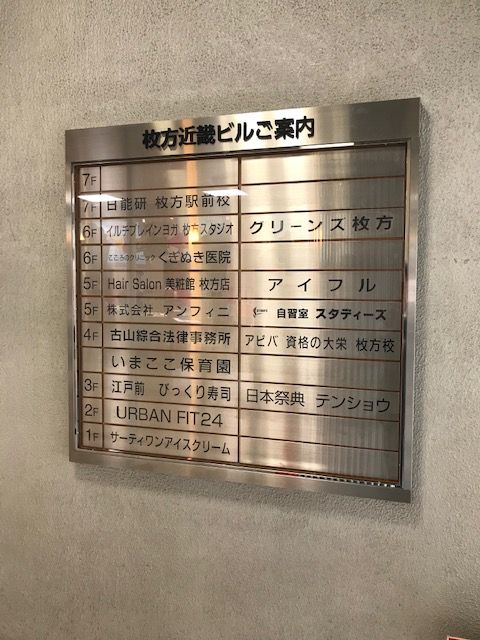 枚方近畿ビルご案内
7F
7F 日能研 枚方駅前校
6F イルチブレインヨガ 枚方スタジオ グリーンズ枚方
6F こころのクリニック くぎぬき医院
5F Hair Salon 美粧館 枚方店 アイフル
5F 株式会社 アンフィニ 自習室 スタディーズ
4F 古山綜合法律事務所 アビバ 資格の大栄 枚方校
いまここ保育園
3F 江戸前 びっくり寿司 日本祭典 テンショウ
2F URBAN FIT24
1F サーティワンアイスクリーム